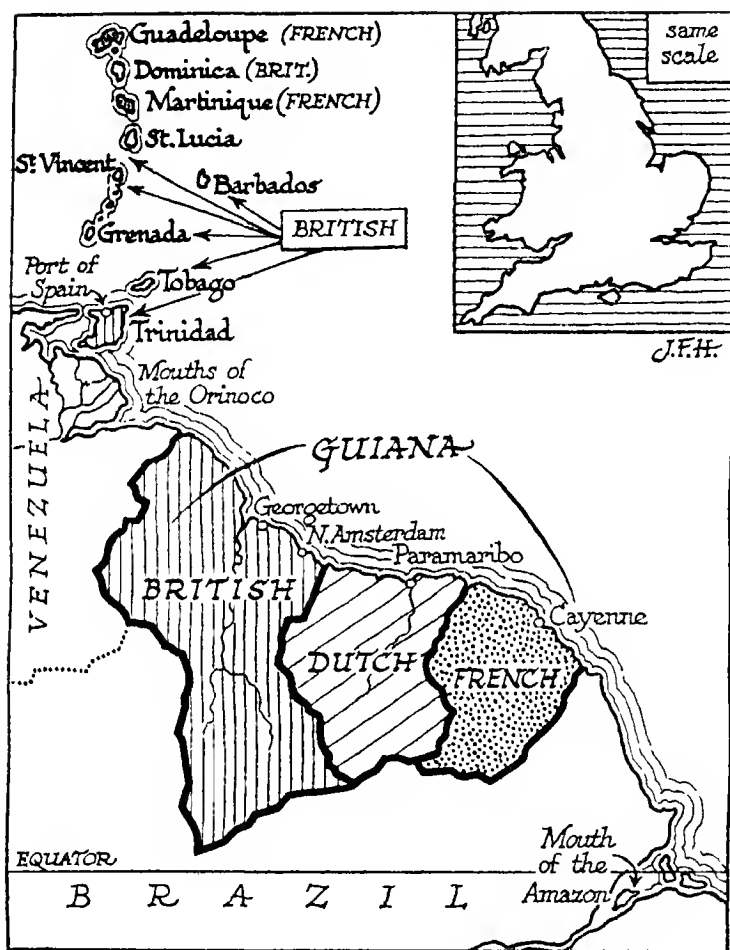 Guadeloupe (FRENCH)
Dominica (BRIT.)
Martinique (FRENCH)
St. Lucia
St. Vincent
Barbados
BRITISH
Grenada
Port of
Spain
Tobago
Trinidad
same
scale
J.F.H.
Mouths of
the Orinoco
VENEZUELA
GUIANA
Georgetown
N. Amsterdam
Paramaribo
BRITISH
Cayenne
DUTCH
FRENCH
EQUATOR
Mouth
of the
Amazon
BRAZIL